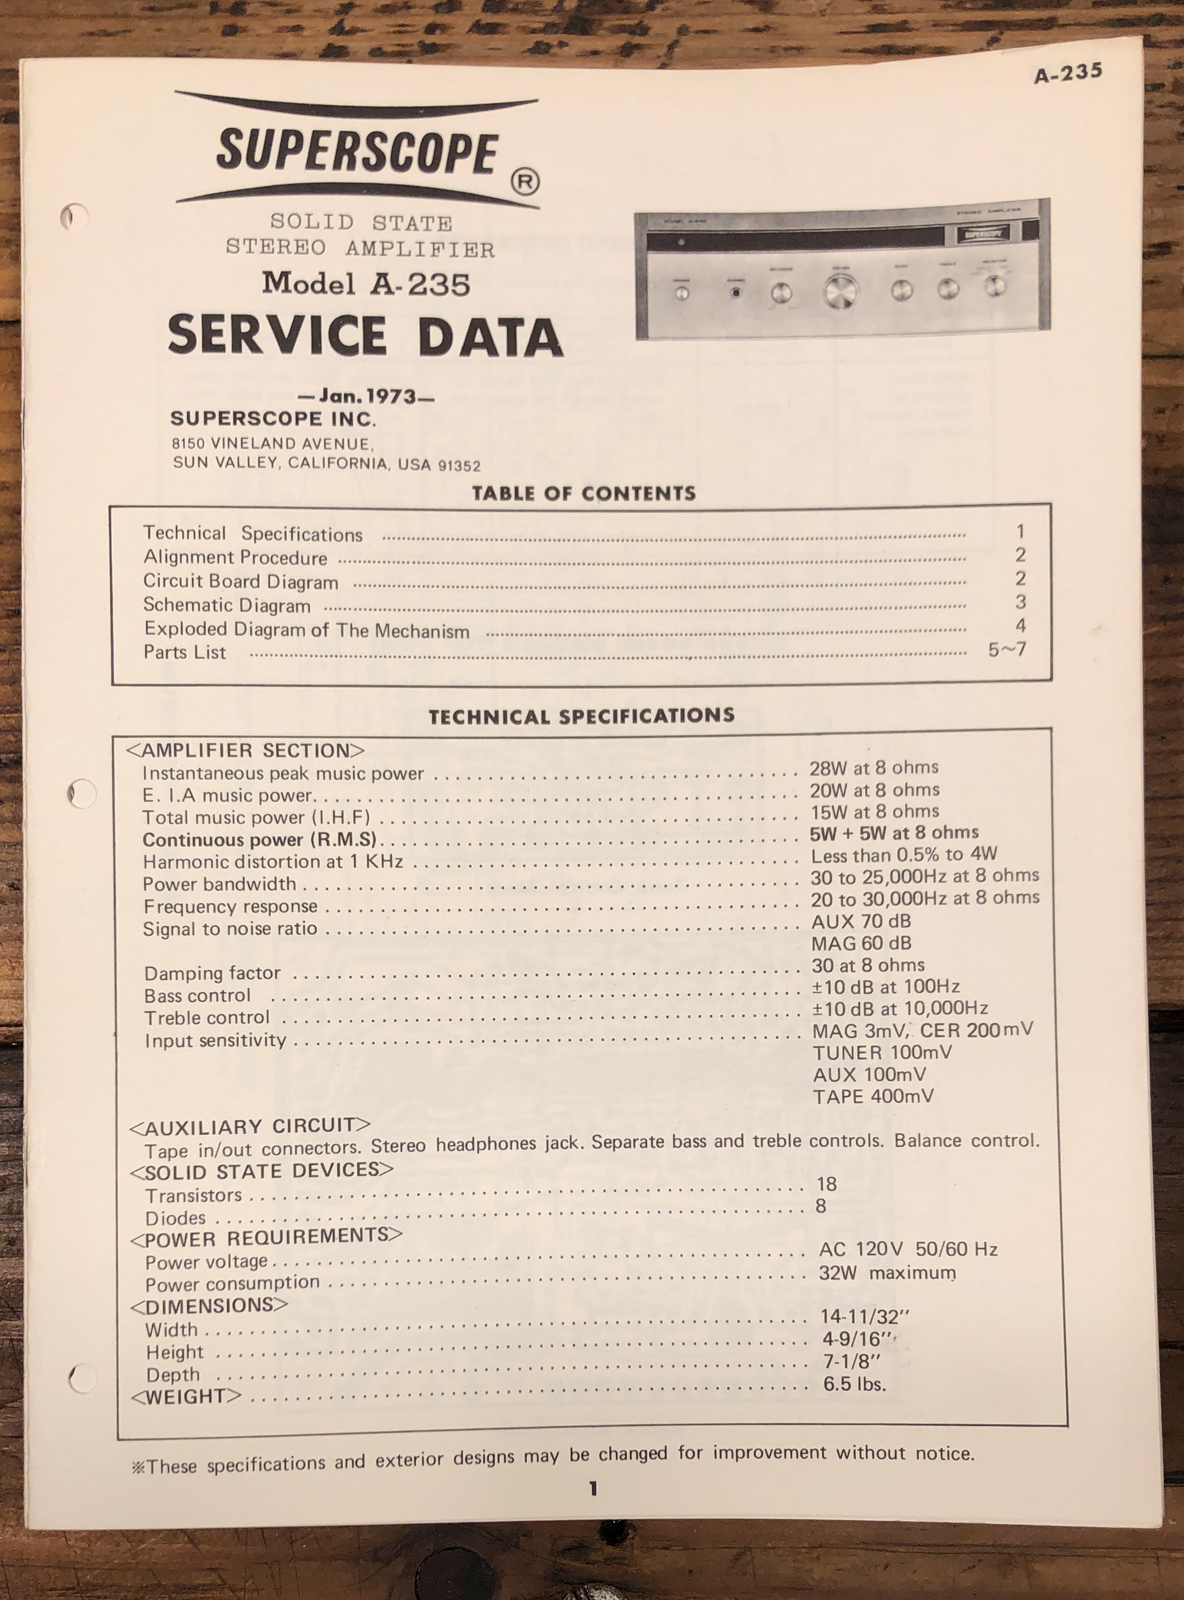 A-235
SUPERSCOPE ®
SOLID STATE
STEREO AMPLIFIER
Model A-235
SERVICE DATA
—Jan. 1973—
SUPERSCOPE INC.
8150 VINELAND AVENUE,
SUN VALLEY, CALIFORNIA, USA 91352
SUPERSCOPE
TABLE OF CONTENTS
Technical Specifications ........ 1
Alignment Procedure ........ 2
Circuit Board Diagram ........ 2
Schematic Diagram ........ 3
Exploded Diagram of The Mechanism ........ 4
Parts List ........ 5~7
TECHNICAL SPECIFICATIONS
<AMPLIFIER SECTION>
Instantaneous peak music power ........ 28W at 8 ohms
E. I.A music power ........ 20W at 8 ohms
Total music power (I.H.F) ........ 15W at 8 ohms
Continuous power (R.M.S) ........ 5W + 5W at 8 ohms
Harmonic distortion at 1 KHz ........ Less than 0.5% to 4W
Power bandwidth ........ 30 to 25,000Hz at 8 ohms
Frequency response ........ 20 to 30,000Hz at 8 ohms
Signal to noise ratio ........ AUX 70 dB
MAG 60 dB
Damping factor ........ 30 at 8 ohms
Bass control ........ ±10 dB at 100Hz
Treble control ........ ±10 dB at 10,000Hz
Input sensitivity ........ MAG 3mV, CER 200mV
TUNER 100mV
AUX 100mV
TAPE 400mV
<AUXILIARY CIRCUIT>
Tape in/out connectors. Stereo headphones jack. Separate bass and treble controls. Balance control.
<SOLID STATE DEVICES>
Transistors ........ 18
Diodes ........ 8
<POWER REQUIREMENTS>
Power voltage ........ AC 120V 50/60 Hz
Power consumption ........ 32W maximum
<DIMENSIONS>
Width ........ 14-11/32''
Height ........ 4-9/16''
Depth ........ 7-1/8''
<WEIGHT> ........ 6.5 lbs.
※These specifications and exterior designs may be changed for improvement without notice.
1